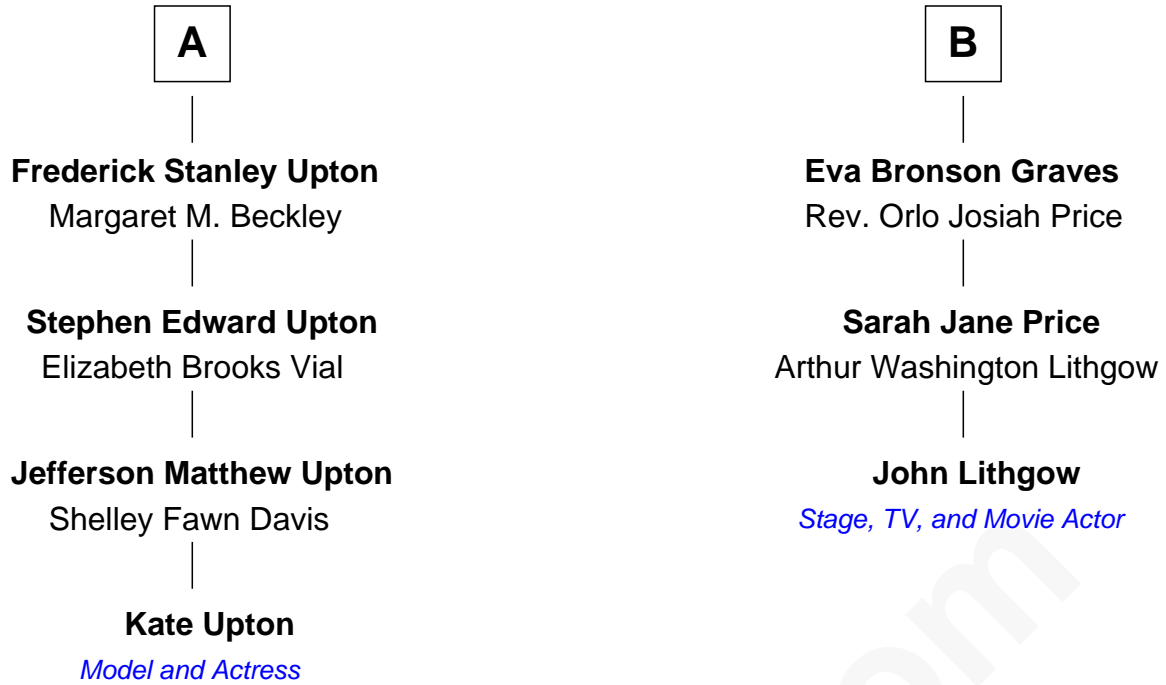 A
Frederick Stanley Upton
Margaret M. Beckley
Stephen Edward Upton
Elizabeth Brooks Vial
Jefferson Matthew Upton
Shelley Fawn Davis
Kate Upton
Model and Actress
B
Eva Bronson Graves
Rev. Orlo Josiah Price
Sarah Jane Price
Arthur Washington Lithgow
John Lithgow
Stage, TV, and Movie Actor
om